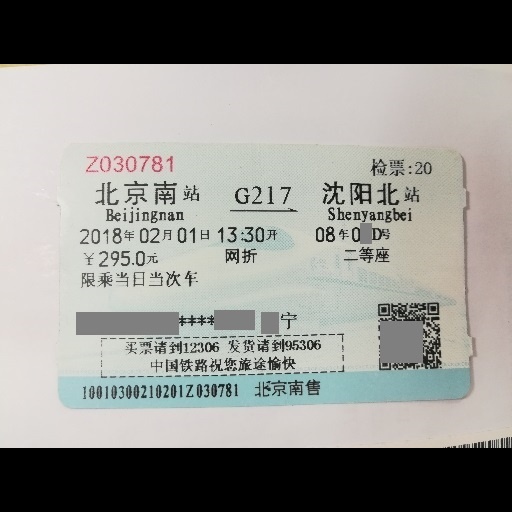 Z030781 检票:20
北京南站 G217 沈阳北站
Beijingnan Shenyangbei
2018年02月01日 13:30开 08车0 D号
￥295.0元 网折 二等座
限乘当日当次车
**** 宁
买票请到12306 发货请到95306
中国铁路祝您旅途愉快
10010300210201Z030781 北京南售